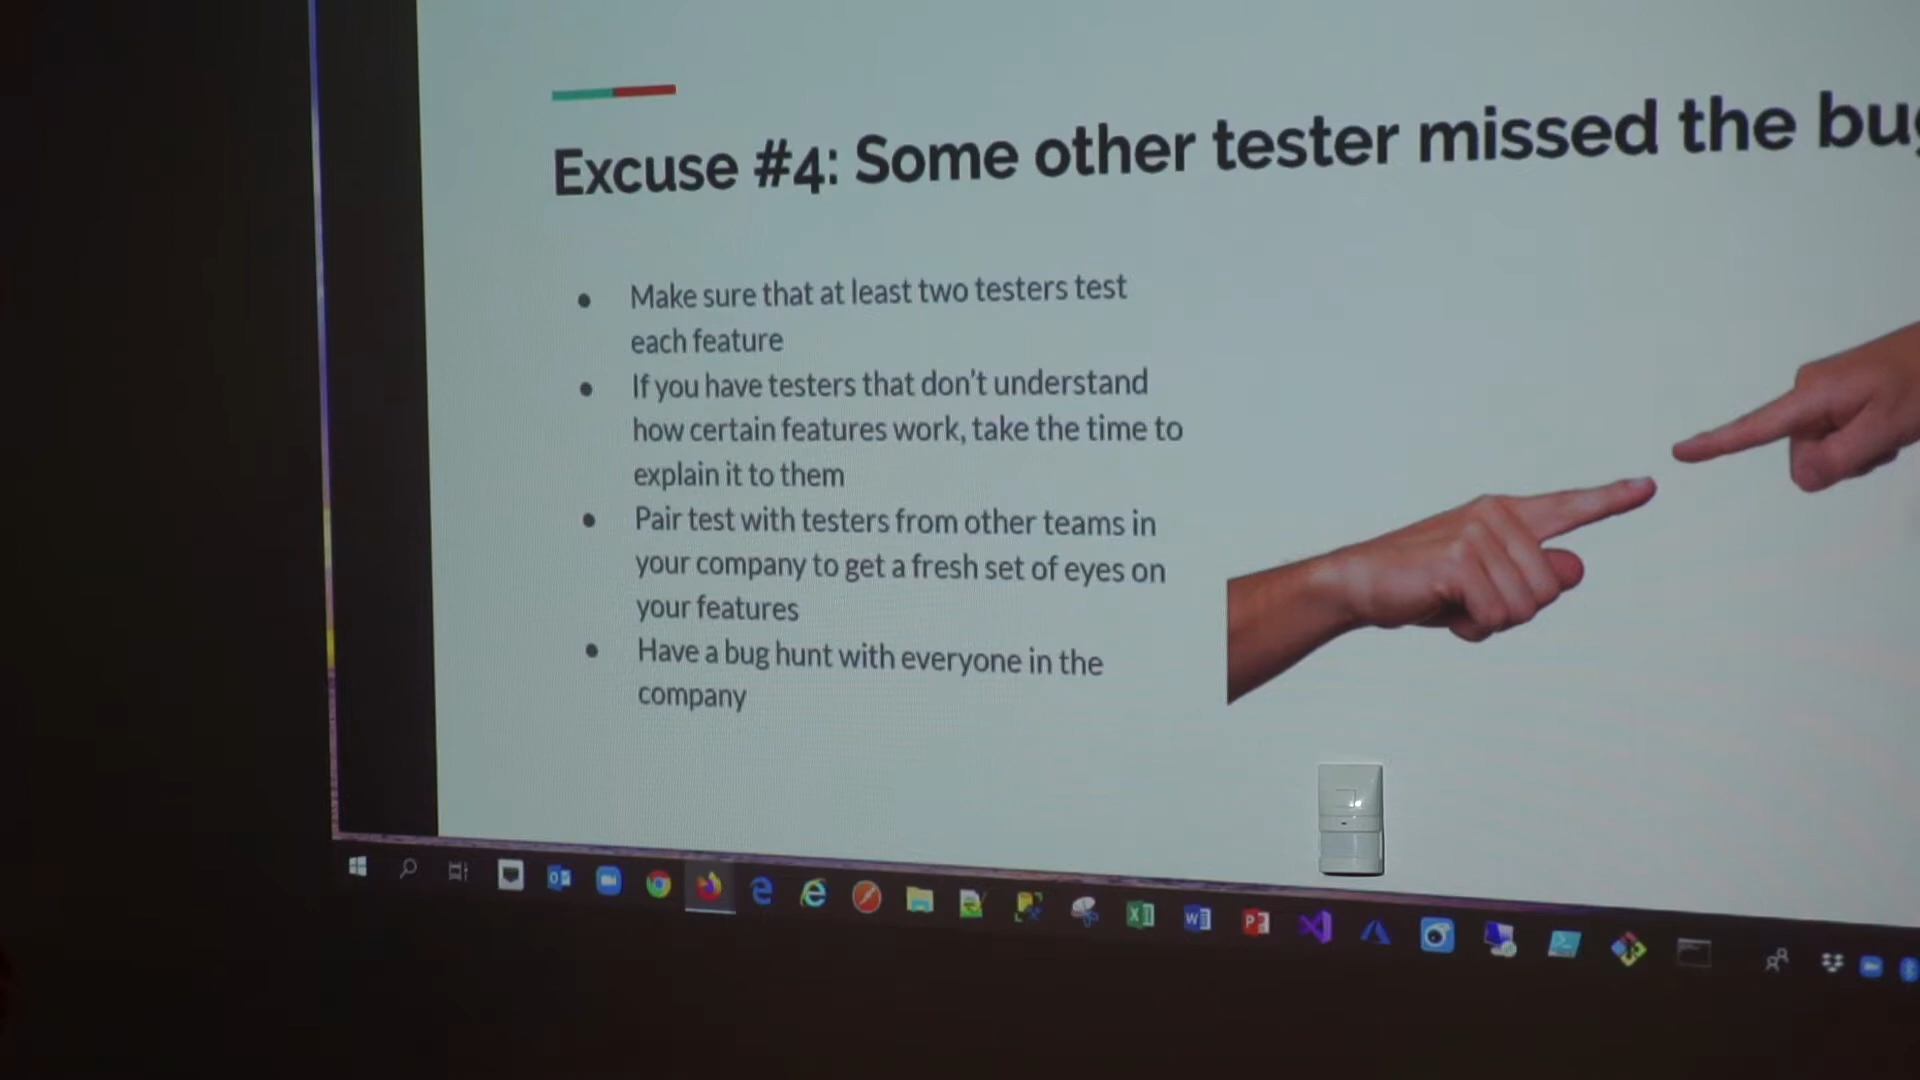 Excuse #4: Some other tester missed the
Make sure that at least two testers test
each feature
If you have testers that don't understand
how certain features work, take the time to
explain it to them
Pair test with testers from other teams in
your company to get a fresh set of eyes on
your features
Have a bug hunt with everyone in the
company